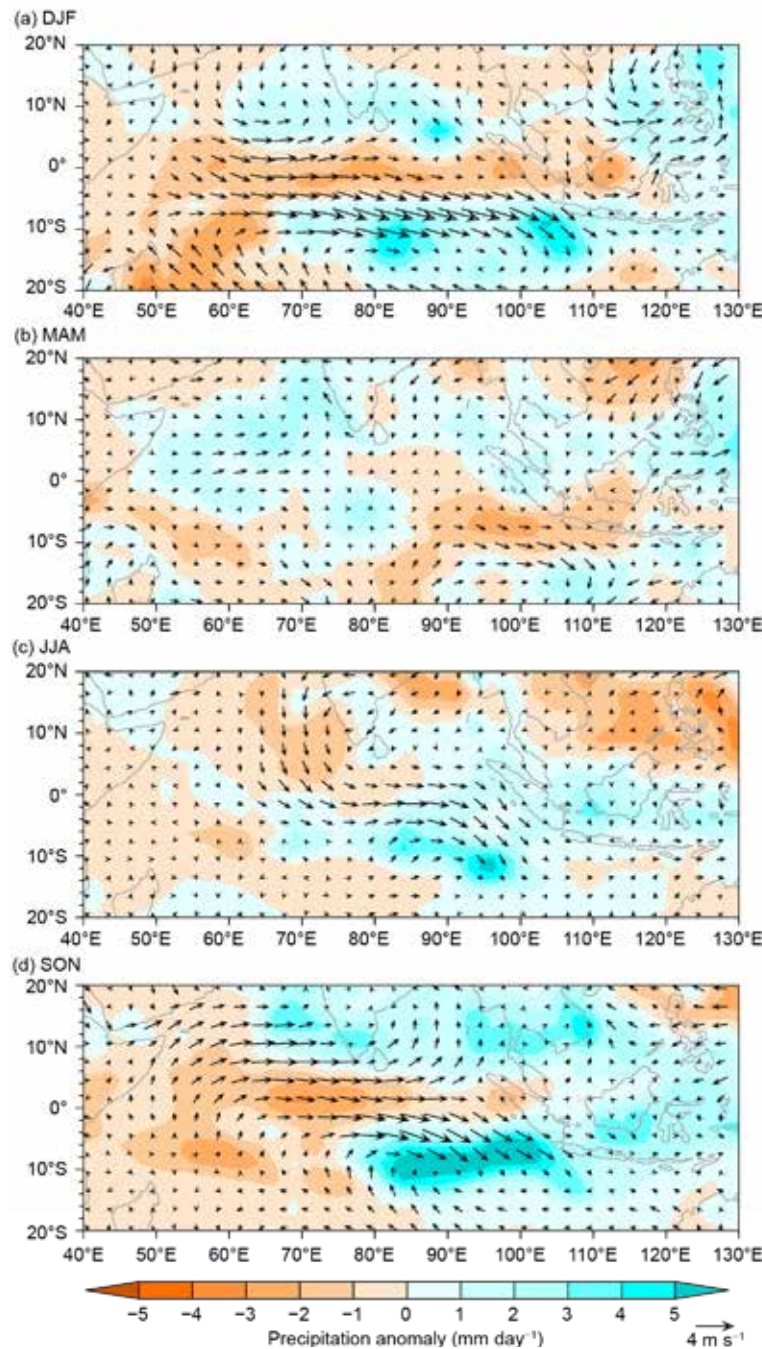 (a) DJF
20°N
10°N
0°
10°S
20°S
40°E 50°E 60°E 70°E 80°E 90°E 100°E 110°E 120°E 130°E
(b) MAM
20°N
10°N
0°
10°S
20°S
40°E 50°E 60°E 70°E 80°E 90°E 100°E 110°E 120°E 130°E
(c) JJA
20°N
10°N
0°
10°S
20°S
40°E 50°E 60°E 70°E 80°E 90°E 100°E 110°E 120°E 130°E
(d) SON
20°N
10°N
0°
10°S
20°S
40°E 50°E 60°E 70°E 80°E 90°E 100°E 110°E 120°E 130°E
−5 −4 −3 −2 −1 0 1 2 3 4 5
Precipitation anomaly (mm day⁻¹) 4 m s⁻¹